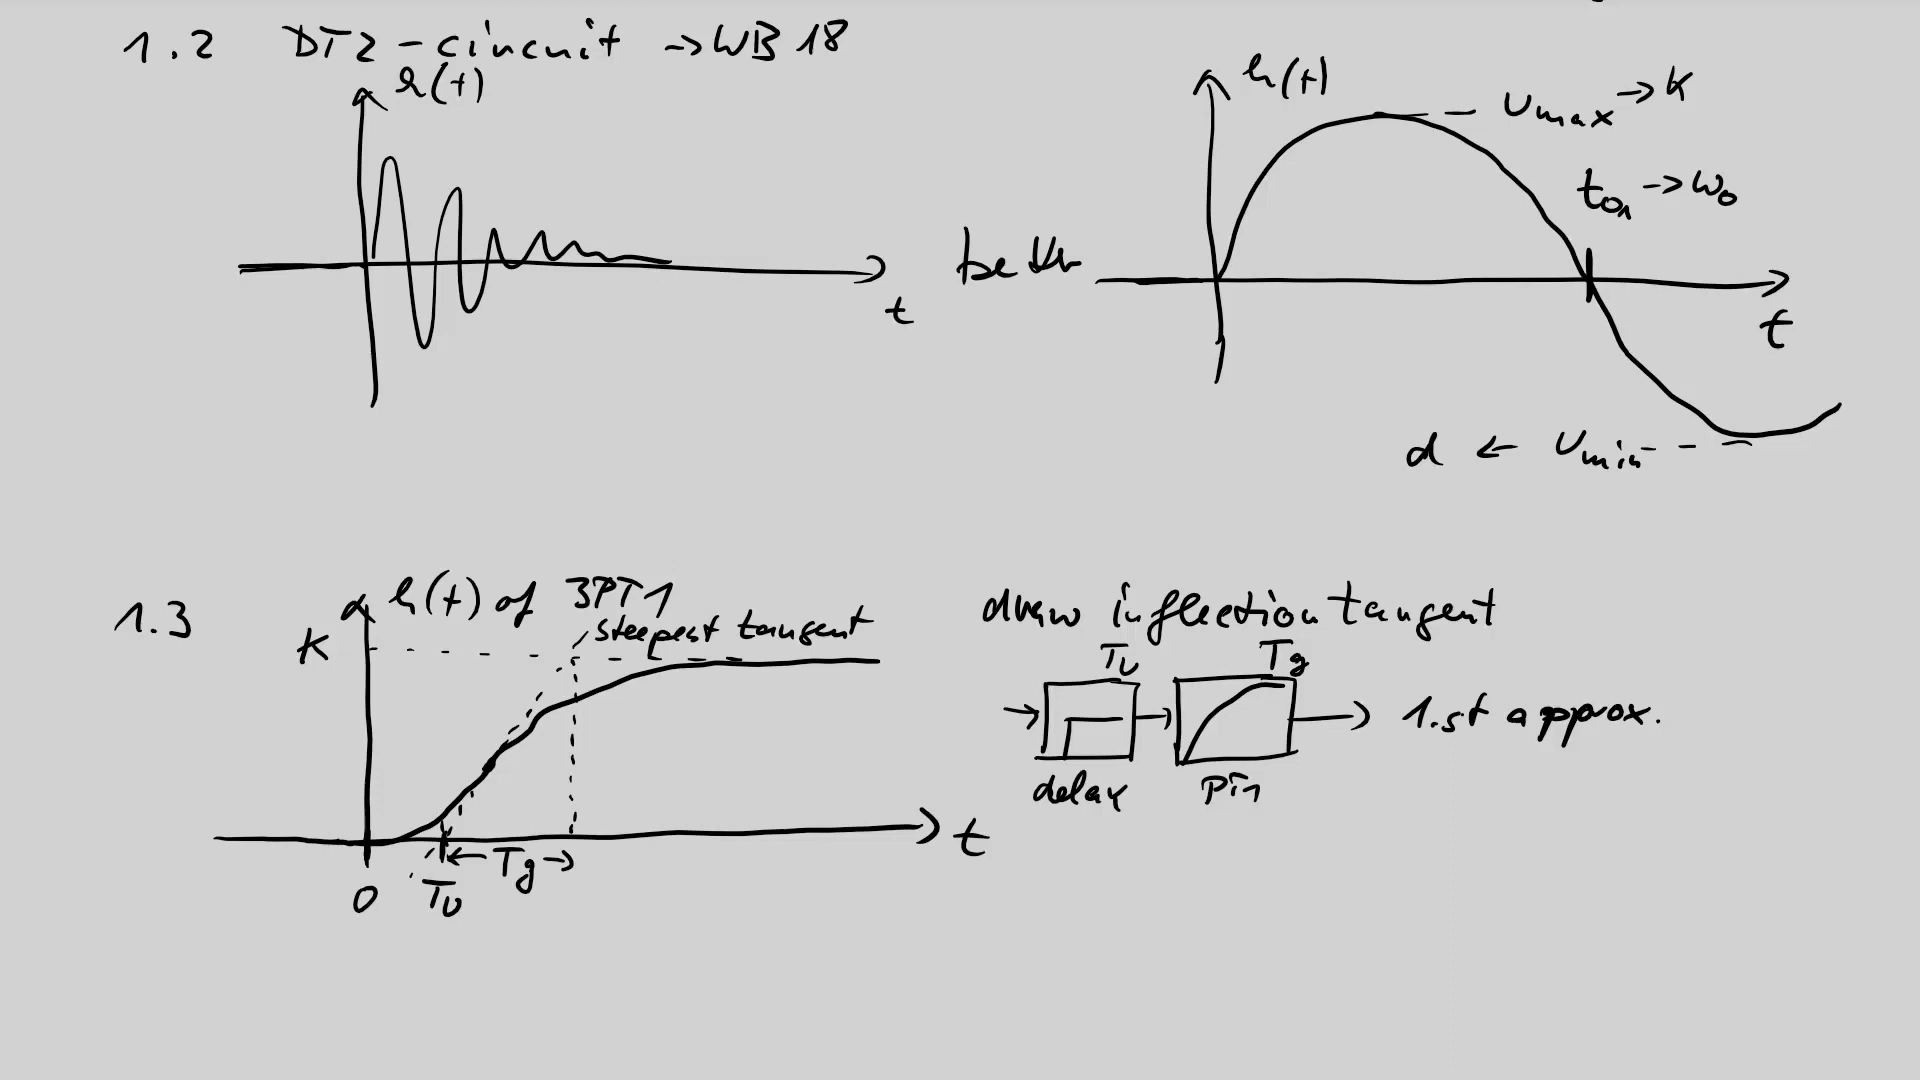 1.2 DT2-circuit → WB 18
h(t)
t
better
h(t)
Umax → K
t01 → ω0
t
d ← Umin
1.3
h(t) of 3PT1
K
steepest tangent
t
0
Tu
← Tg →
draw inflection tangent
Tu Tg
1.st approx.
delay PT1